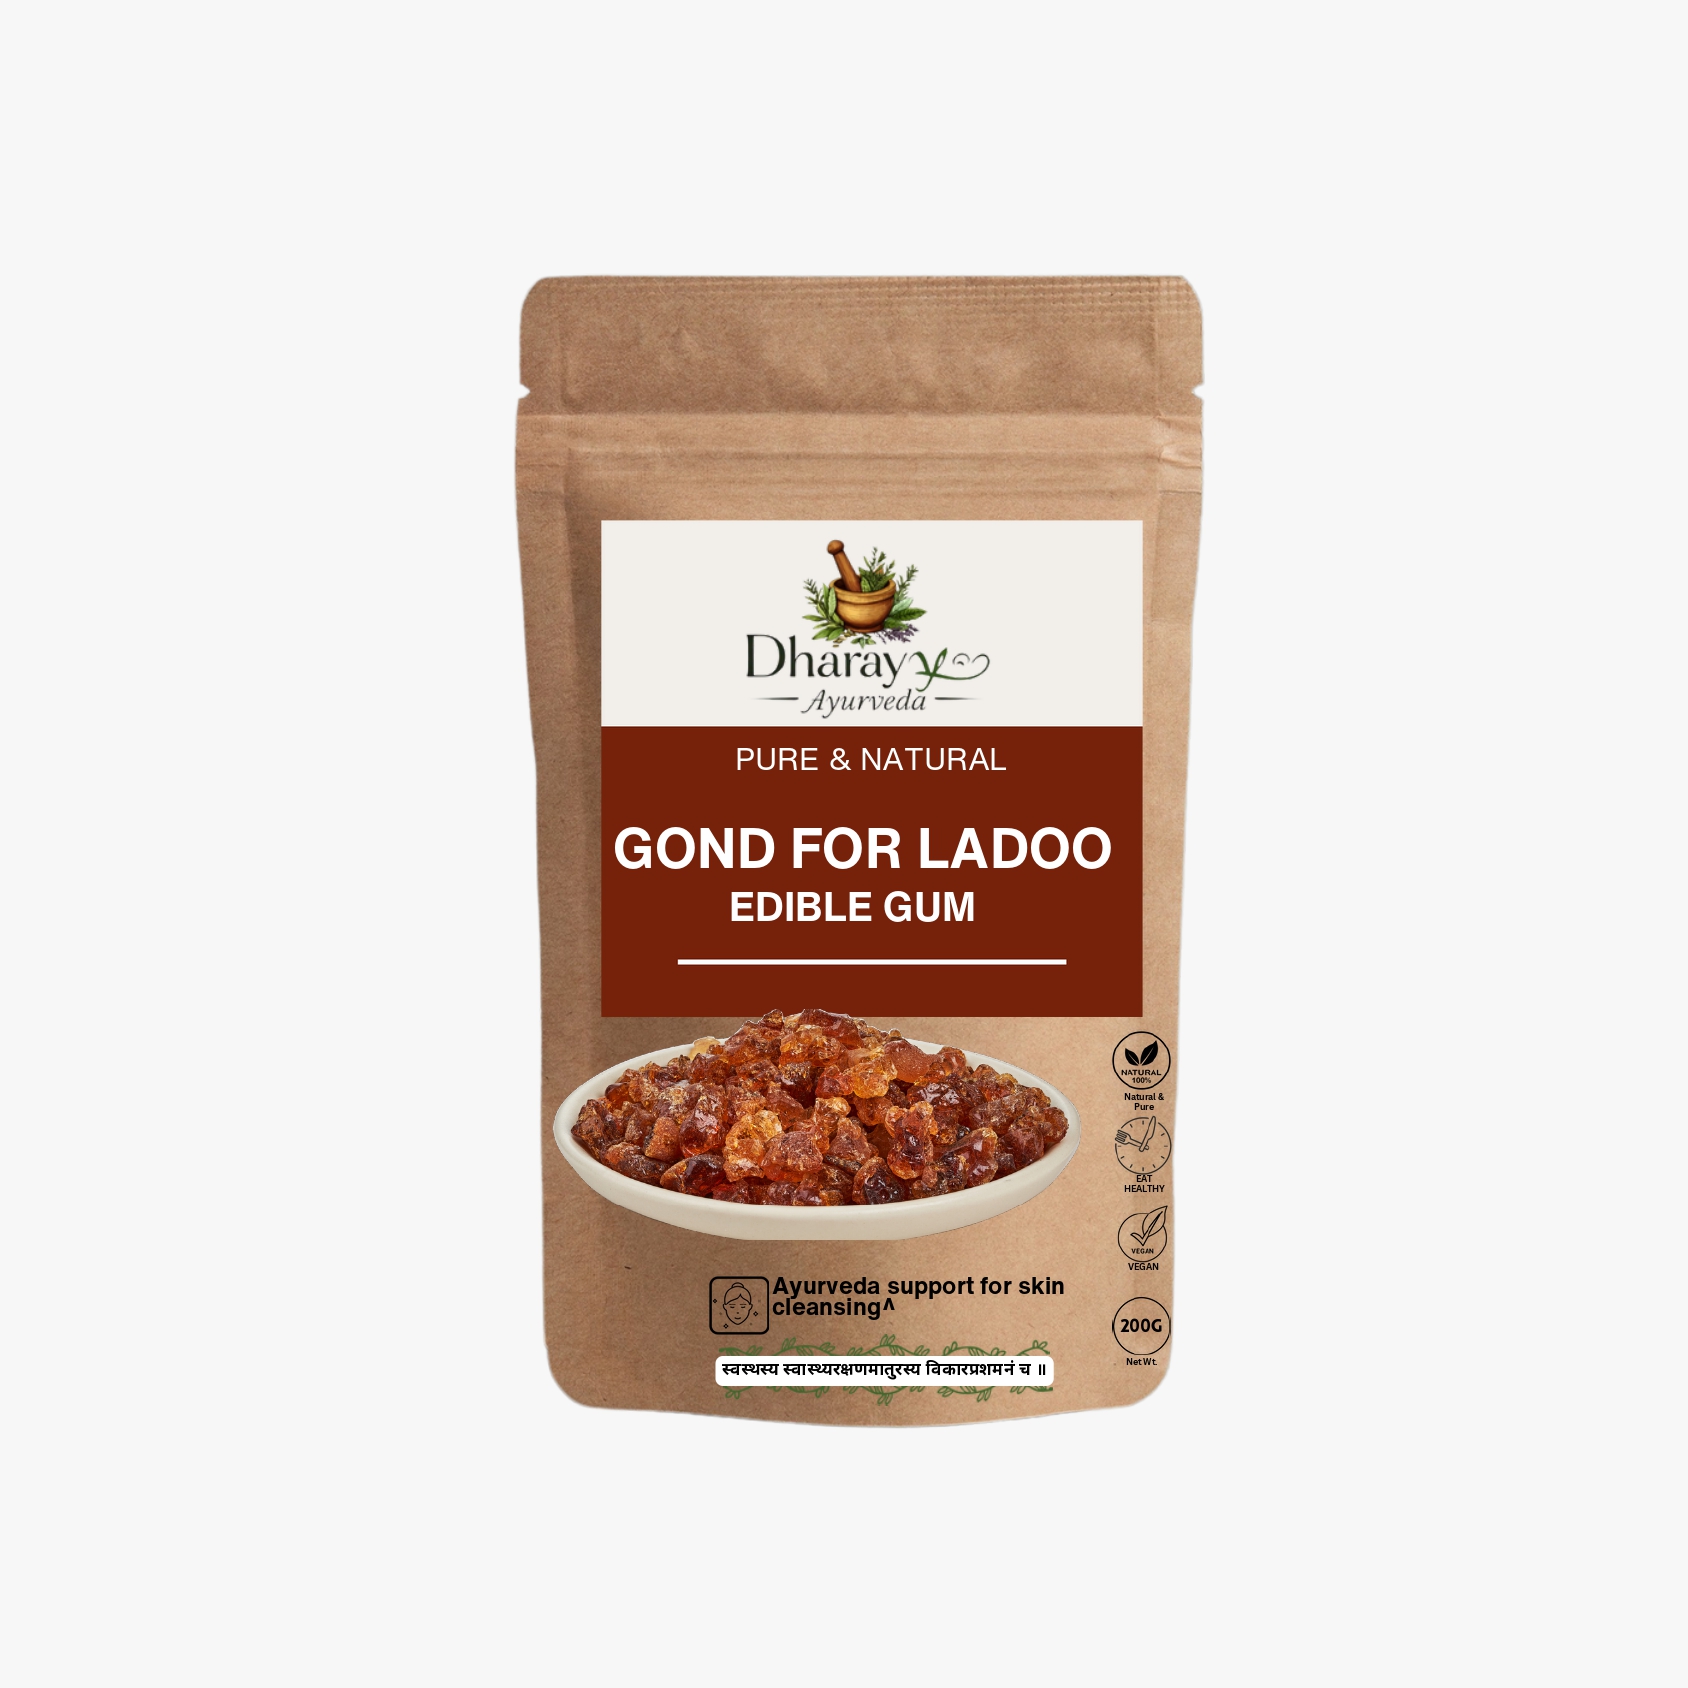 Dharay
Ayurveda
PURE & NATURAL
GOND FOR LADOO
EDIBLE GUM
NATURAL
100%
Natural &
Pure
EAT
HEALTHY
VEGAN
VEGAN
Ayurveda support for skin
cleansing^
200G
Net Wt.
स्वस्थस्य स्वास्थ्यरक्षणमातुरस्य विकारप्रशमनं च ॥